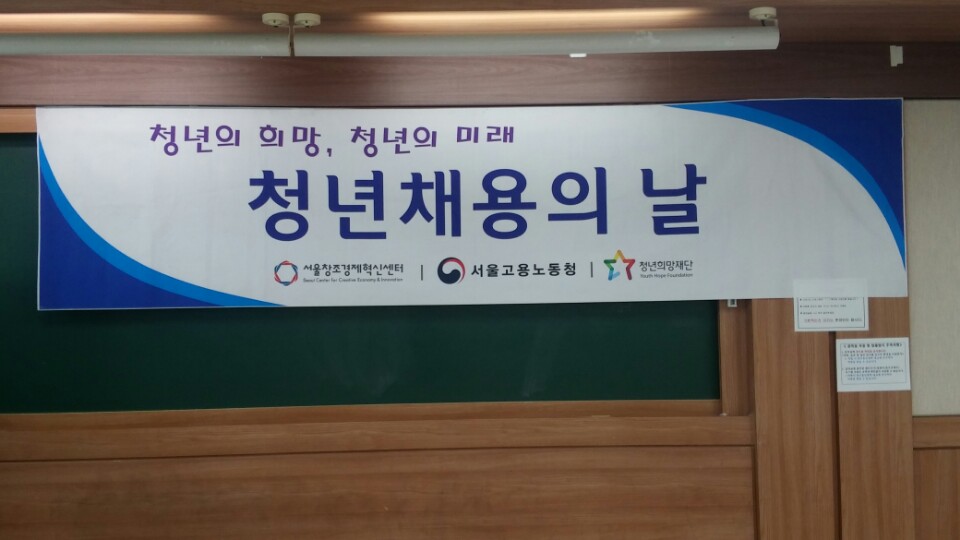 청년의 희망, 청년의 미래
청년채용의 날
서울창조경제혁신센터 | 서울고용노동청 | 청년희망재단
Seoul Center for Creative Economy & Innovation Youth Hope Foundation